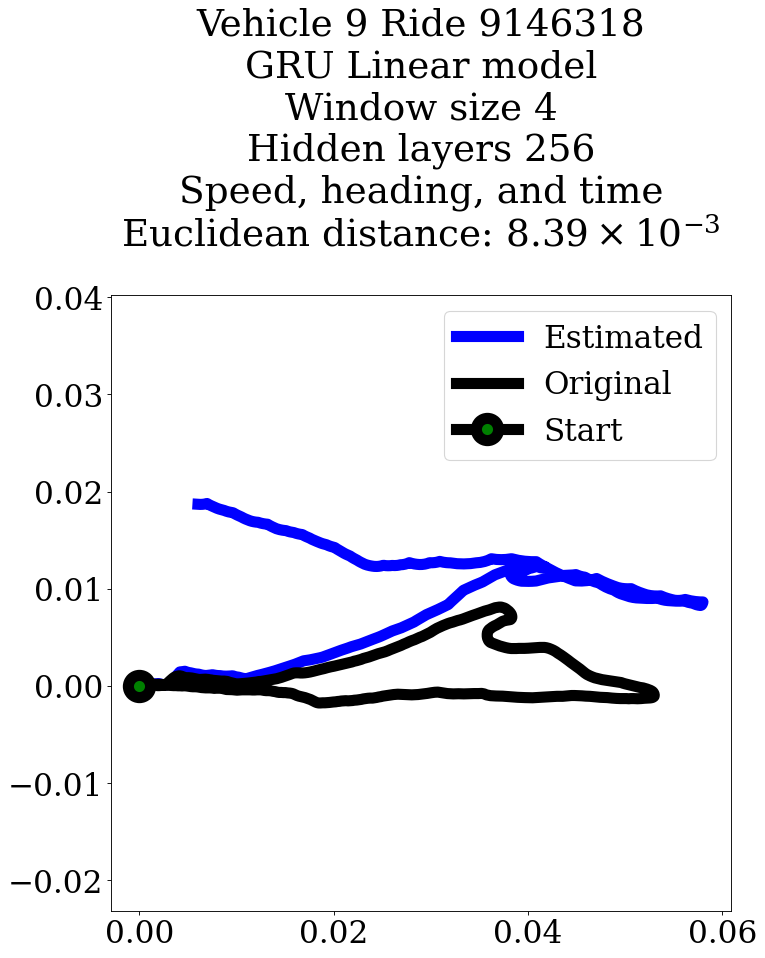 Vehicle 9 Ride 9146318
GRU Linear model
Window size 4
Hidden layers 256
Speed, heading, and time
Euclidean distance: 8.39 × 10⁻³
0.04
0.03
0.02
0.01
0.00
−0.01
−0.02
Estimated
Original
Start
0.00 0.02 0.04 0.06